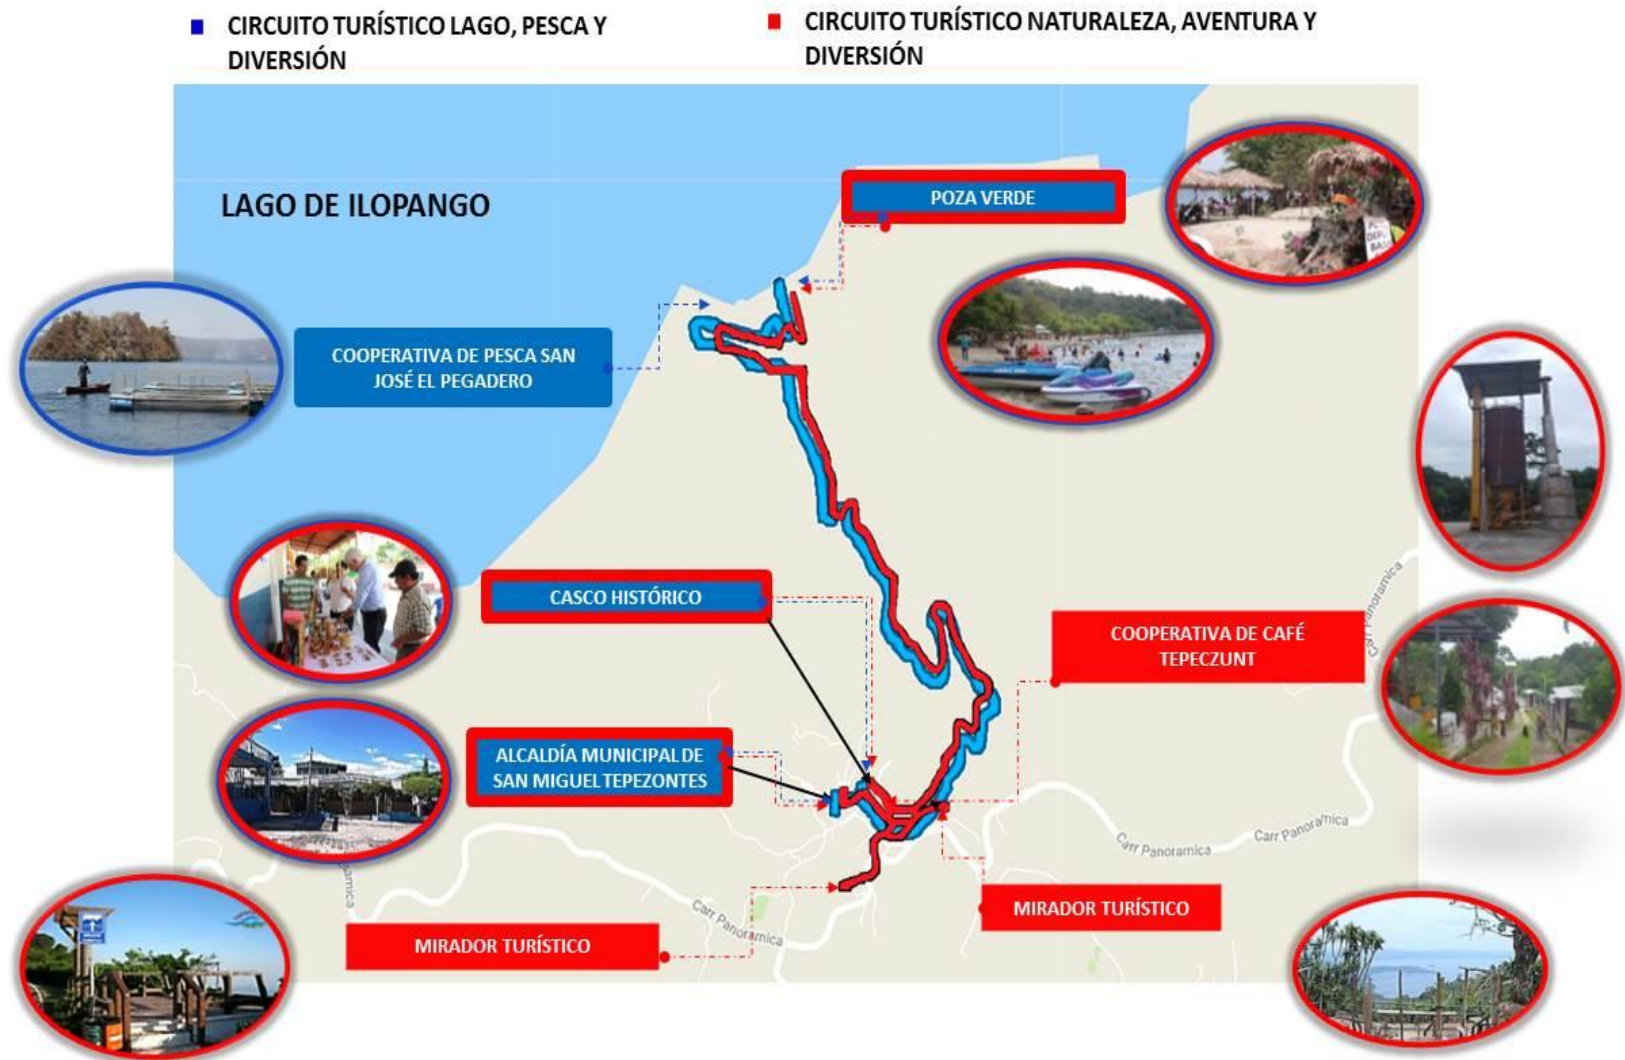 CIRCUITO TURÍSTICO LAGO, PESCA Y
DIVERSIÓN
CIRCUITO TURÍSTICO NATURALEZA, AVENTURA Y
DIVERSIÓN
LAGO DE ILOPANGO
POZA VERDE
COOPERATIVA DE PESCA SAN
JOSÉ EL PEGADERO
CASCO HISTÓRICO
COOPERATIVA DE CAFÉ
TEPECZUNT
Carr Panoramica
ALCALDÍA MUNICIPAL DE
SAN MIGUEL TEPEZONTES
Carr Panoramica
Carr Panoramica
Carr Panoramica
MIRADOR TURÍSTICO
MIRADOR TURÍSTICO